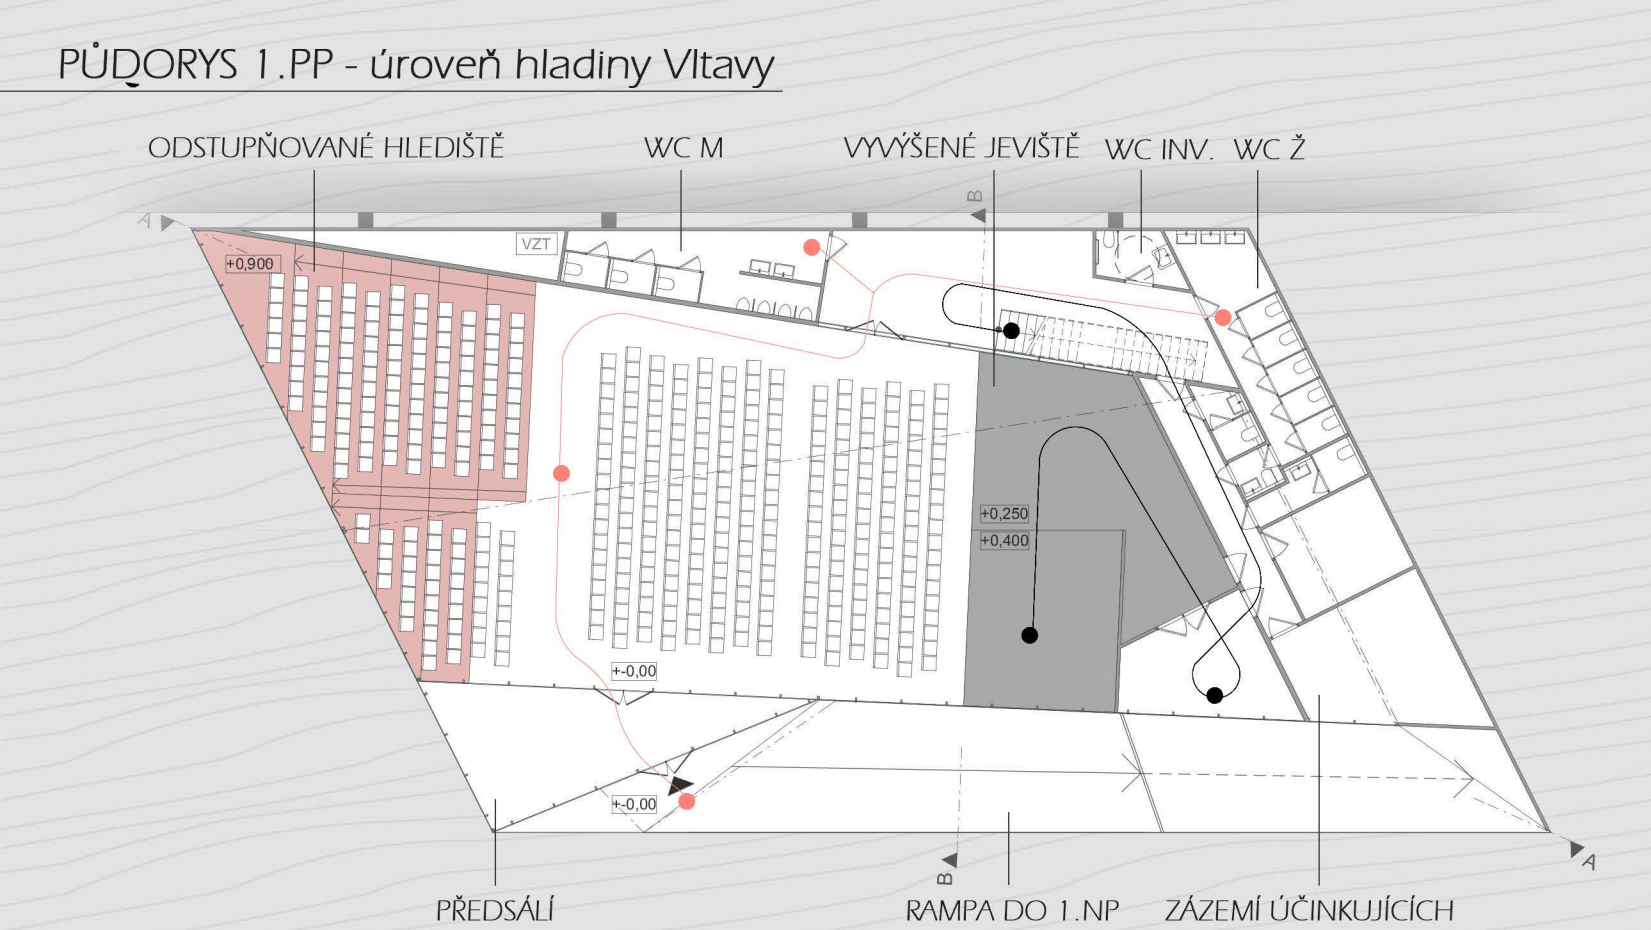 PŮDORYS 1.PP - úroveň hladiny Vltavy
ODSTUPŇOVANÉ HLEDIŠTĚ
WC M
VYVÝŠENÉ JEVIŠTĚ
WC INV.
WC Ž
A
B
VZT
+0,900
+0,250
+0,400
+-0,00
+-0,00
B
A
PŘEDSÁLÍ
RAMPA DO 1.NP
ZÁZEMÍ ÚČINKUJÍCÍCH